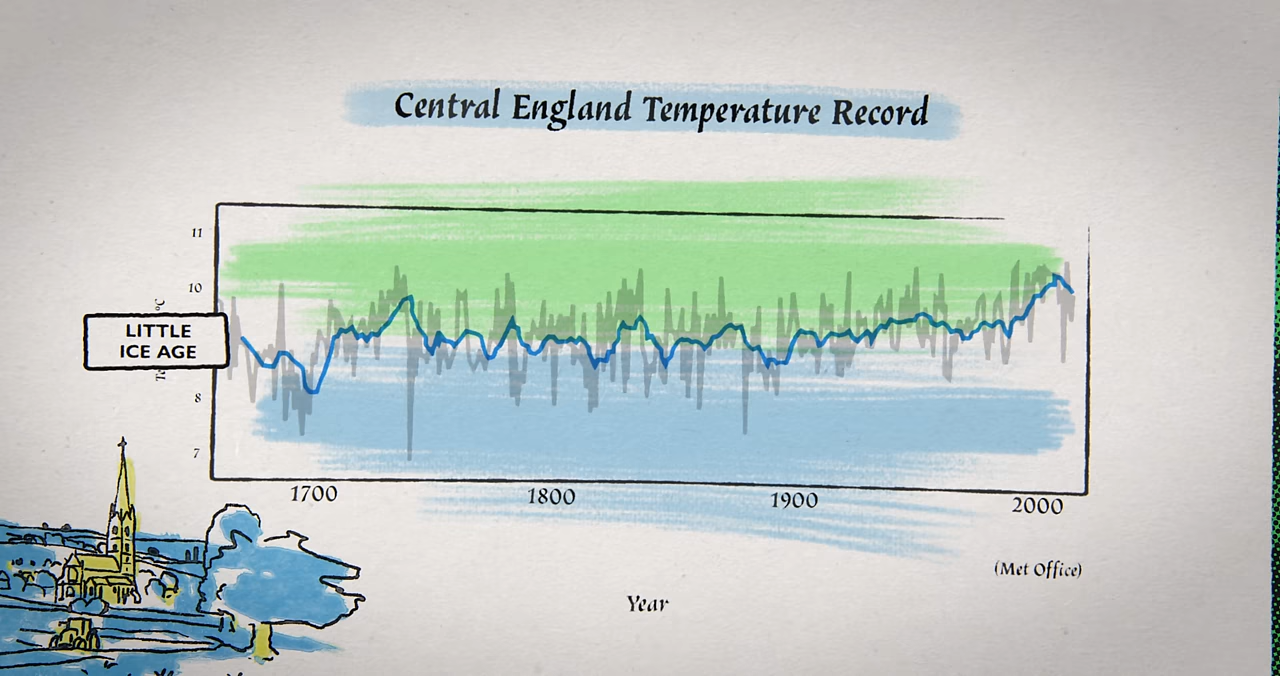 Central England Temperature Record
11
10
°C
LITTLE
ICE AGE
8
7
1700
1800
1900
2000
(Met Office)
Year